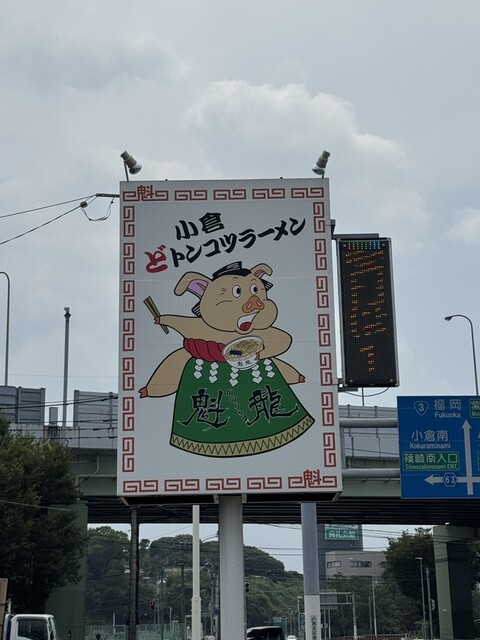 魁
小倉
どトンコツラーメン
魁龍
魁
3 福岡
Fukuoka
小倉南
Kokuraminami
篠崎南入口
Shinozakiminami ENT
63